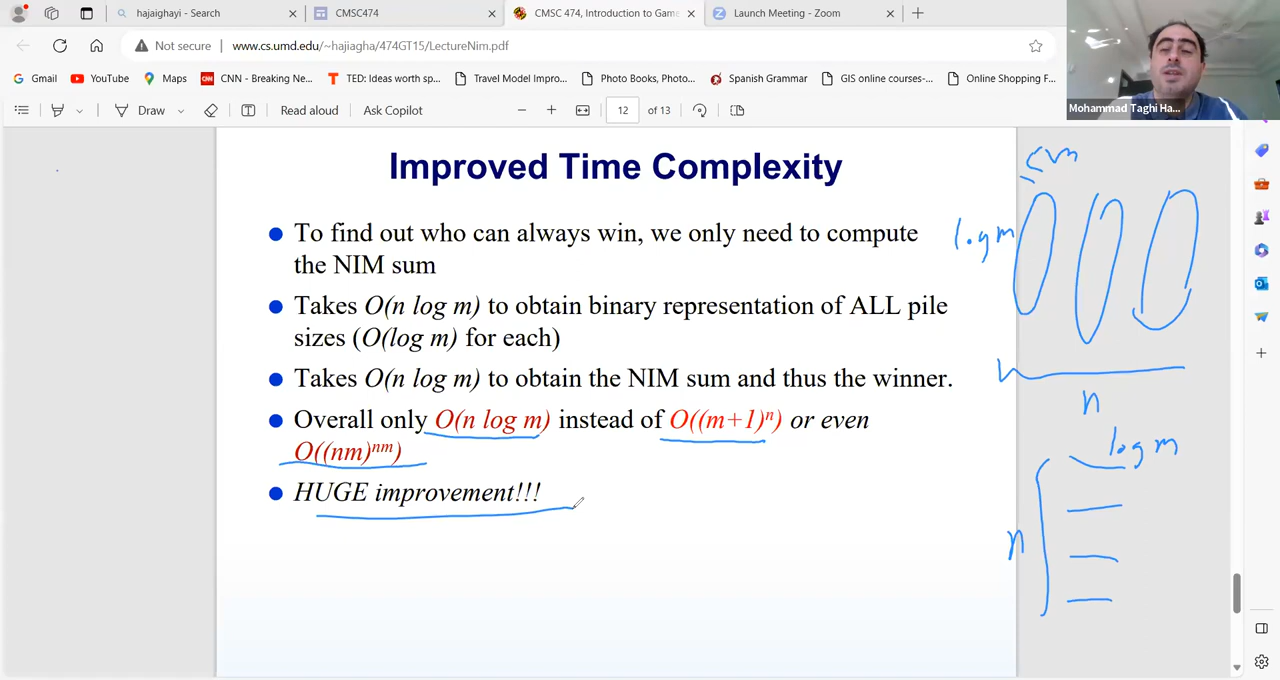 hajaighayi - Search
CMSC474
CMSC 474, Introduction to Game
Launch Meeting - Zoom
Not secure
www.cs.umd.edu/~hajiagha/474GT15/LectureNim.pdf
Gmail
YouTube
Maps
CNN - Breaking Ne...
TED: Ideas worth sp...
Travel Model Impro...
Photo Books, Photo...
Spanish Grammar
GIS online courses-...
Online Shopping F...
Mohammad Taghi Ha...
Draw
Read aloud
Ask Copilot
12 of 13
Improved Time Complexity
To find out who can always win, we only need to compute
the NIM sum
Takes O(n log m) to obtain binary representation of ALL pile
sizes (O(log m) for each)
Takes O(n log m) to obtain the NIM sum and thus the winner.
Overall only O(n log m) instead of O((m+1)ⁿ) or even
O((nm)ⁿᵐ)
HUGE improvement!!!
≤m
log m
n
log m
n